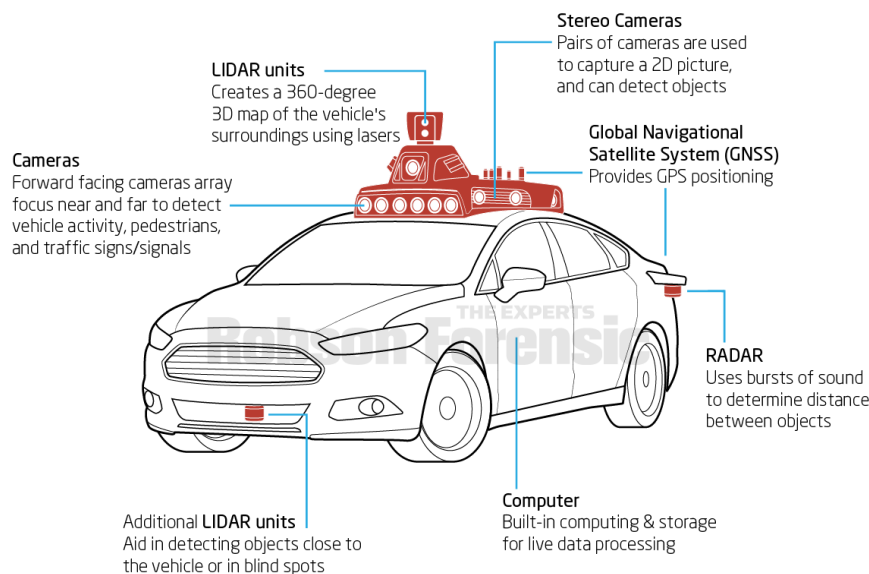 Stereo Cameras
Pairs of cameras are used
to capture a 2D picture,
and can detect objects
LIDAR units
Creates a 360-degree
3D map of the vehicle's
surroundings using lasers
Global Navigational
Satellite System (GNSS)
Provides GPS positioning
Cameras
Forward facing cameras array
focus near and far to detect
vehicle activity, pedestrians,
and traffic signs/signals
THE EXPERTS
Robson Forensic
RADAR
Uses bursts of sound
to determine distance
between objects
Computer
Built-in computing & storage
for live data processing
Additional LIDAR units
Aid in detecting objects close to
the vehicle or in blind spots